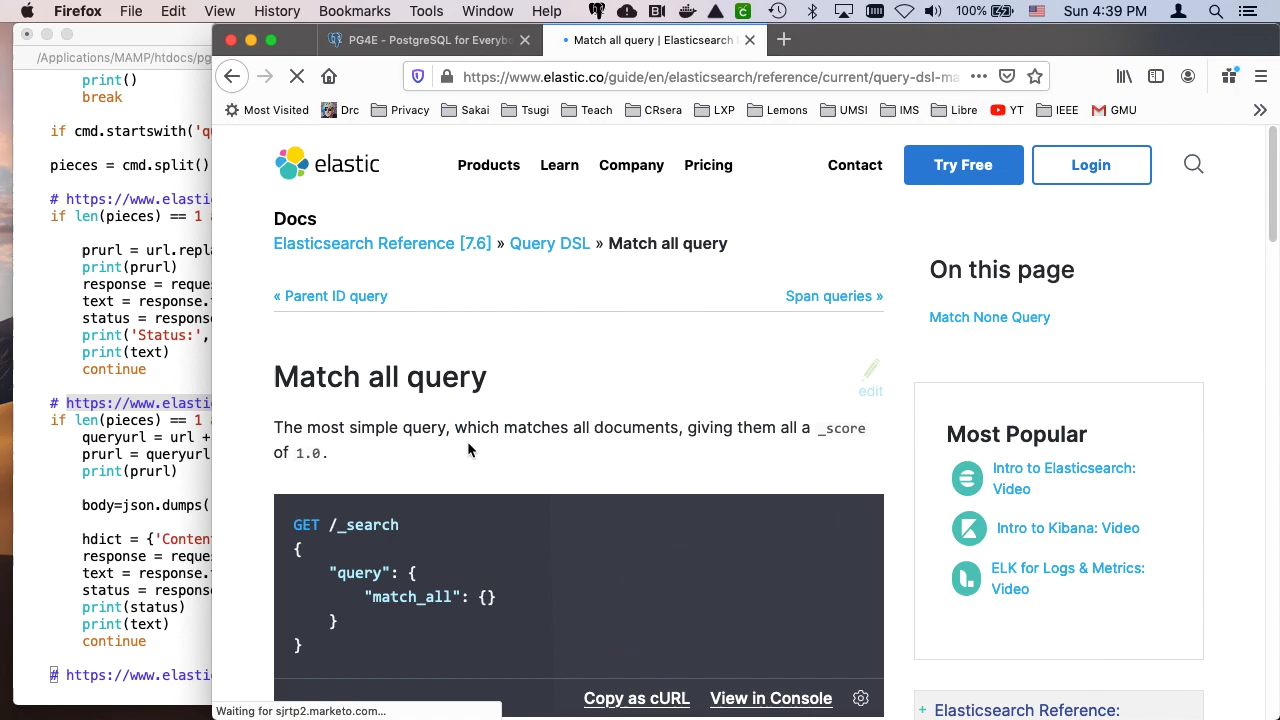 Firefox File Edit View History Bookmarks Tools Window Help 100% Sun 4:39 PM
/Applications/MAMP/htdocs/pg
PG4E - PostgreSQL for Everybo
Match all query | Elasticsearch
https://www.elastic.co/guide/en/elasticsearch/reference/current/query-dsl-ma
Most Visited Drc Privacy Sakai Tsugi Teach CRsera LXP Lemons UMSI IMS Libre YT IEEE GMU
print()
break
if cmd.startswith('q
pieces = cmd.split()
# https://www.elasti
if len(pieces) == 1
prurl = url.repl
print(prurl)
response = reque
text = response.
status = respons
print('Status:',
print(text)
continue
# https://www.elasti
if len(pieces) == 1
queryurl = url +
prurl = queryurl
print(prurl)
body=json.dumps(
hdict = {'Conten
response = reque
text = response.
status = respons
print(status)
print(text)
continue
# https://www.elasti
elastic
Products Learn Company Pricing Contact Try Free Login
Docs
Elasticsearch Reference [7.6] » Query DSL » Match all query
« Parent ID query Span queries »
Match all query
edit
The most simple query, which matches all documents, giving them all a _score
of 1.0.
GET /_search
{
"query": {
"match_all": {}
}
}
Copy as cURL View in Console
On this page
Match None Query
Most Popular
Intro to Elasticsearch:
Video
Intro to Kibana: Video
ELK for Logs & Metrics:
Video
+ Elasticsearch Reference:
Waiting for sjrtp2.marketo.com...